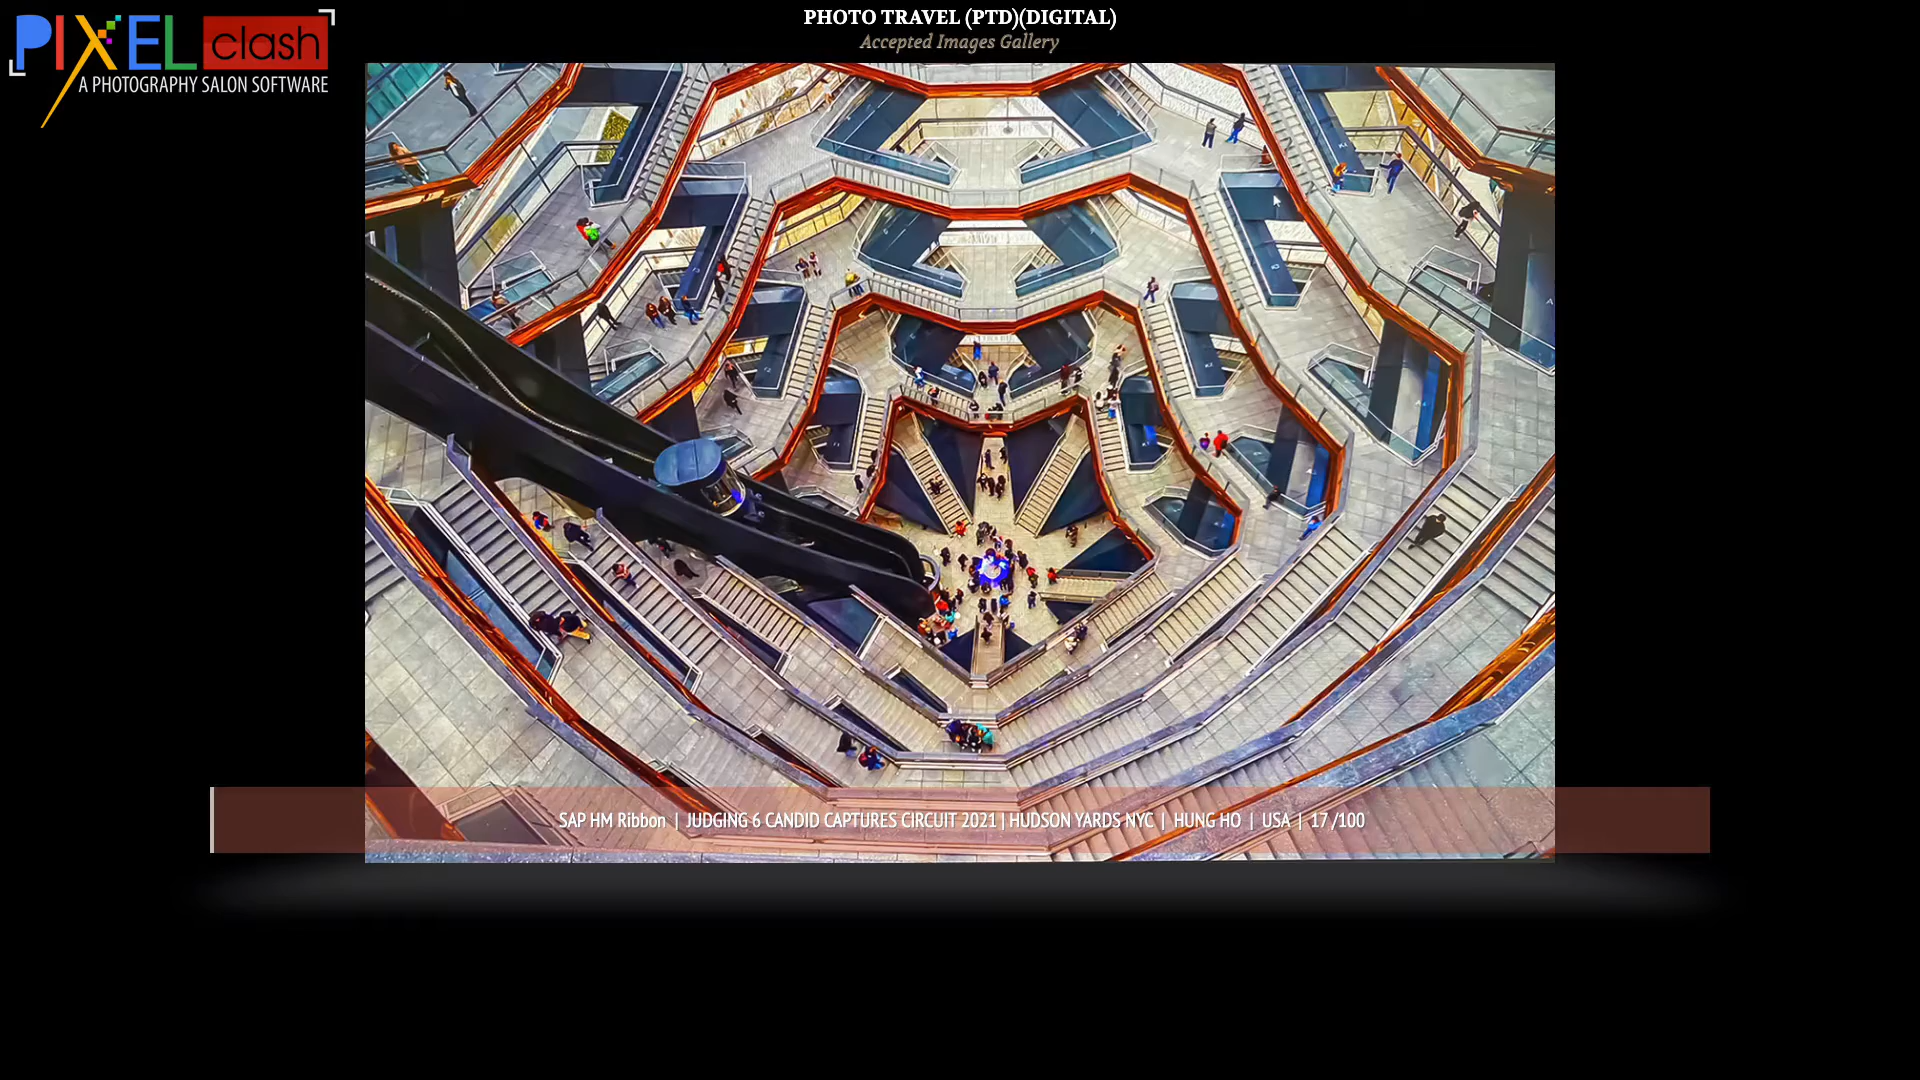 PIXEL clash
A PHOTOGRAPHY SALON SOFTWARE
PHOTO TRAVEL (PTD)(DIGITAL)
Accepted Images Gallery
SAP HM Ribbon | JUDGING 6 CANDID CAPTURES CIRCUIT 2021 | HUDSON YARDS NYC | HUNG HO | USA | 17 /100